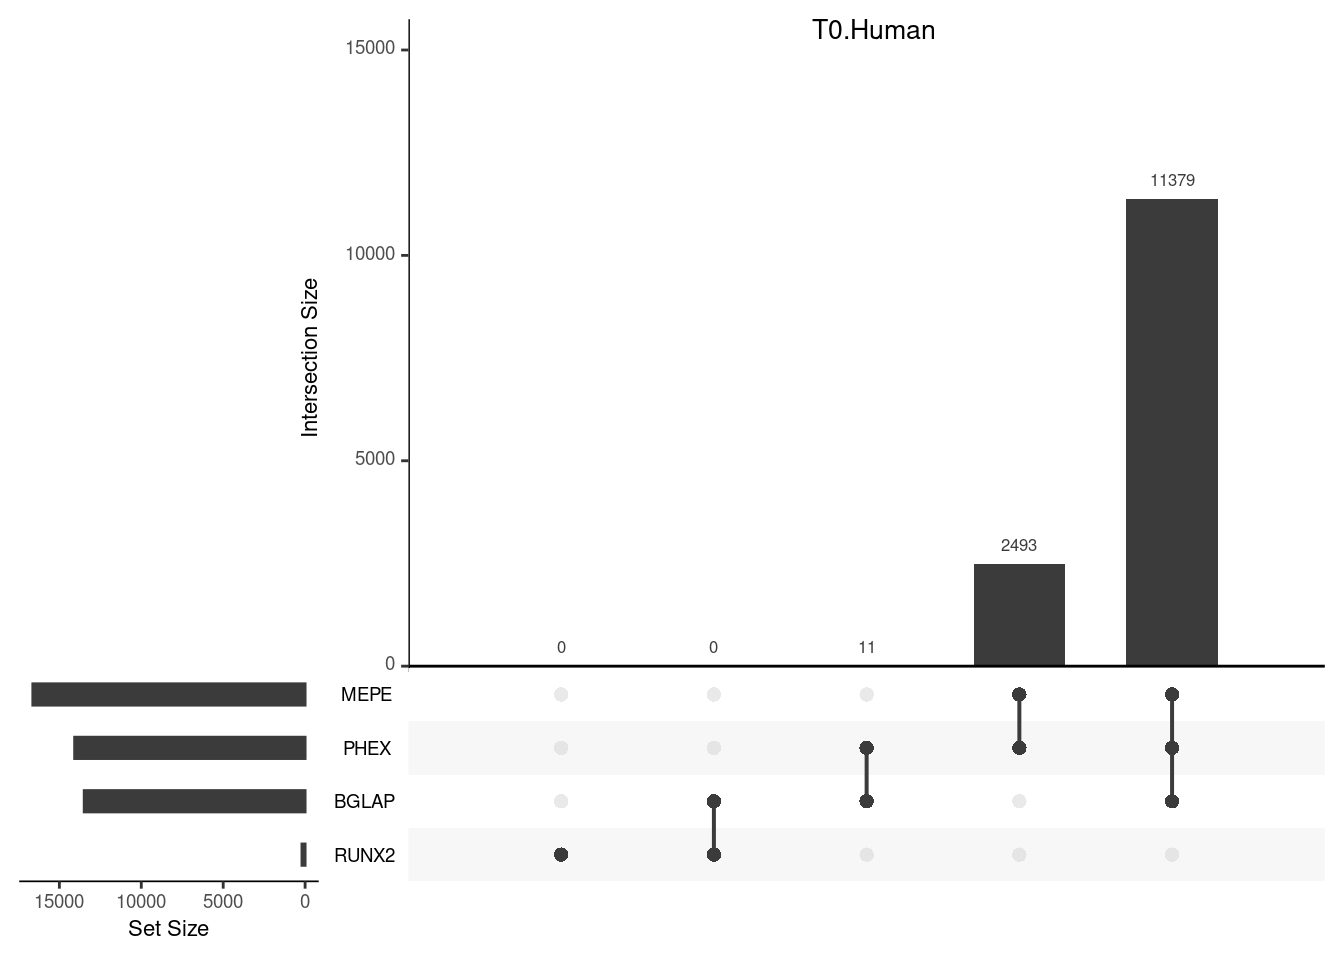 T0.Human
15000
10000
5000
0
Intersection Size
0
0
11
2493
11379
MEPE
PHEX
BGLAP
RUNX2
15000 10000 5000 0
Set Size